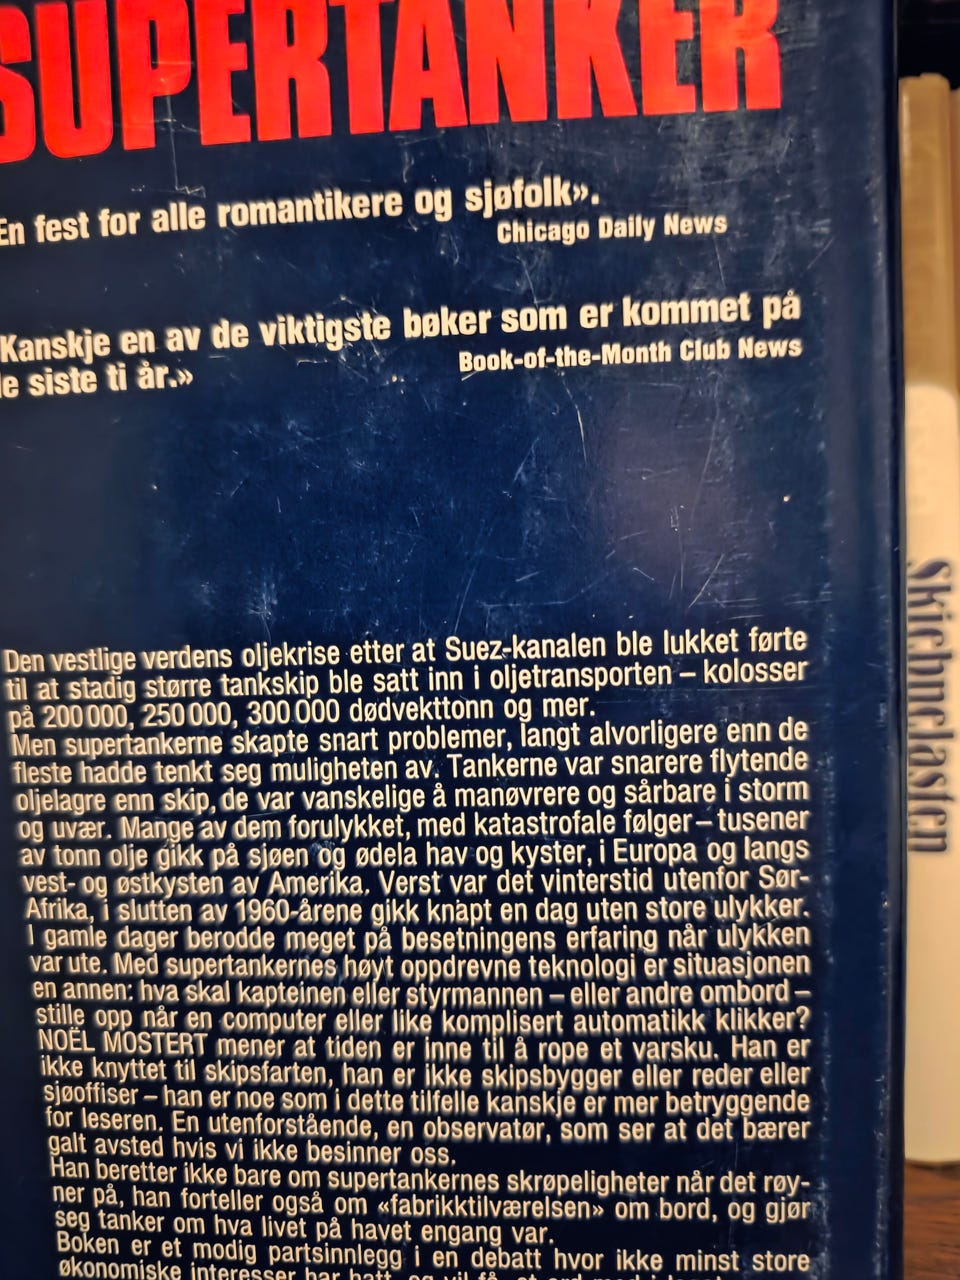 SUPERTANKER
En fest for alle romantikere og sjøfolk».
Chicago Daily News
Kanskje en av de viktigste bøker som er kommet på
de siste ti år.»
Book-of-the-Month Club News
Den vestlige verdens oljekrise etter at Suez-kanalen ble lukket førte
til at stadig større tankskip ble satt inn i oljetransporten – kolosser
på 200 000, 250 000, 300 000 dødvekttonn og mer.
Men supertankerne skapte snart problemer, langt alvorligere enn de
fleste hadde tenkt seg muligheten av. Tankerne var snarere flytende
oljelagre enn skip, de var vanskelige å manøvrere og sårbare i storm
og uvær. Mange av dem forulykket, med katastrofale følger – tusener
av tonn olje gikk på sjøen og ødela hav og kyster, i Europa og langs
vest- og østkysten av Amerika. Verst var det vinterstid utenfor Sør-
Afrika, i slutten av 1960-årene gikk knapt en dag uten store ulykker.
I gamle dager berodde meget på besetningens erfaring når ulykken
var ute. Med supertankernes høyt oppdrevne teknologi er situasjonen
en annen: hva skal kapteinen eller styrmannen – eller andre ombord –
stille opp når en computer eller like komplisert automatikk klikker?
NOËL MOSTERT mener at tiden er inne til å rope et varsku. Han er
ikke knyttet til skipsfarten, han er ikke skipsbygger eller reder eller
sjøoffiser – han er noe som i dette tilfelle kanskje er mer betryggende
for leseren. En utenforstående, en observatør, som ser at det bærer
galt avsted hvis vi ikke besinner oss.
Han beretter ikke bare om supertankernes skrøpeligheter når det røy-
ner på, han forteller også om «fabrikktilværelsen» om bord, og gjør
seg tanker om hva livet på havet engang var.
Boken er et modig partsinnlegg i en debatt hvor ikke minst store
økonomiske interesser har hatt